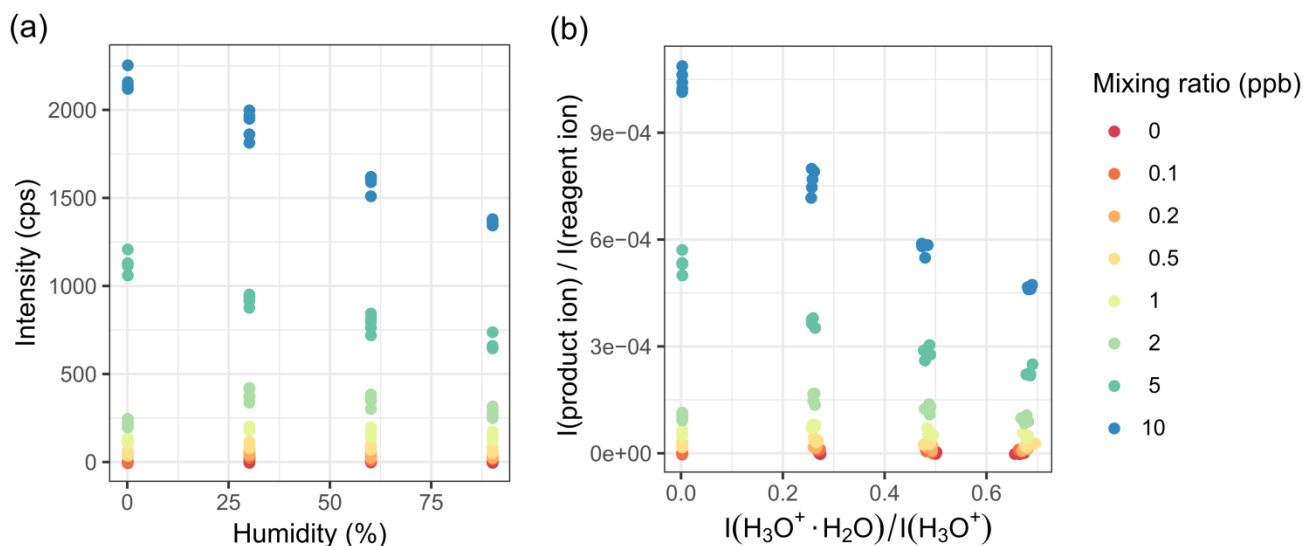 (a)
Intensity (cps)
2000
1500
1000
500
0
0
25
50
75
Humidity (%)
(b)
I(product ion) / I(reagent ion)
9e−04
6e−04
3e−04
0e+00
0.0
0.2
0.4
0.6
I(H₃O⁺ · H₂O)/I(H₃O⁺)
Mixing ratio (ppb)
0
0.1
0.2
0.5
1
2
5
10